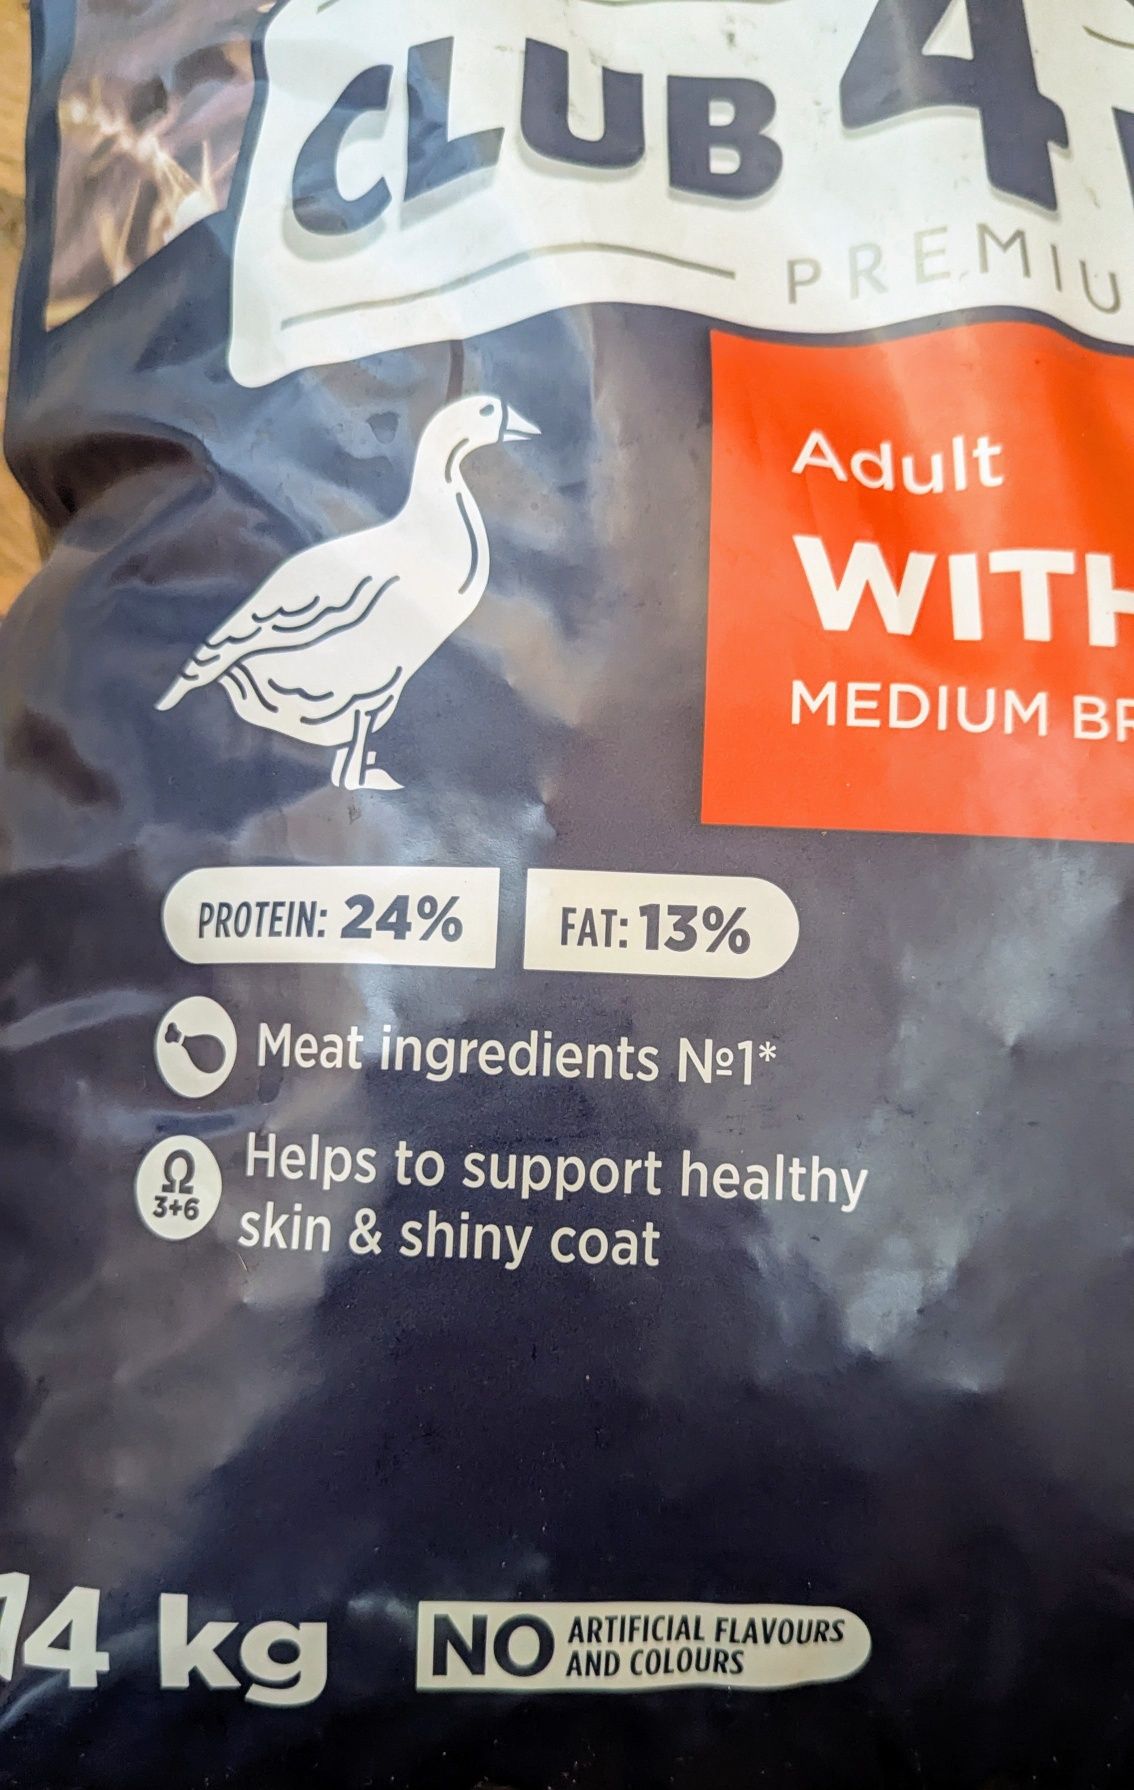 CLUB 4
PREMIU
Adult
WITH
MEDIUM BR
PROTEIN: 24%
FAT: 13%
Meat ingredients №1*
Ω
3+6
Helps to support healthy
skin & shiny coat
14 kg
NO ARTIFICIAL FLAVOURS
AND COLOURS